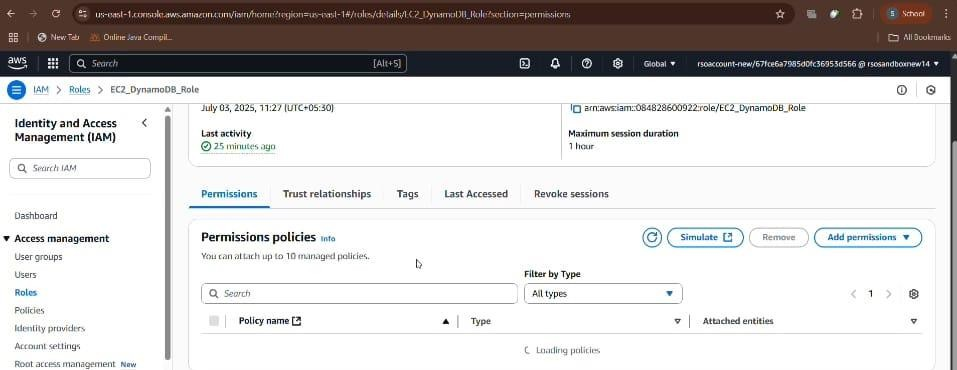 us-east-1.console.aws.amazon.com/iam/home?region=us-east-1#/roles/details/EC2_DynamoDB_Role?section=permissions
S School
New Tab
Online Java Compil...
All Bookmarks
aws
Search [Alt+S]
Global
rsoaccount-new/67fce6a7985d0fc36953d566 @ rsosandboxnew14
IAM > Roles > EC2_DynamoDB_Role
Identity and Access
Management (IAM)
Search IAM
Dashboard
Access management
User groups
Users
Roles
Policies
Identity providers
Account settings
Root access management New
July 03, 2025, 11:27 (UTC+05:30)
arn:aws:iam::084828600922:role/EC2_DynamoDB_Role
Last activity
25 minutes ago
Maximum session duration
1 hour
Permissions
Trust relationships
Tags
Last Accessed
Revoke sessions
Permissions policies Info
You can attach up to 10 managed policies.
Simulate
Remove
Add permissions
Filter by Type
Search
All types
1
Policy name
Type
Attached entities
Loading policies